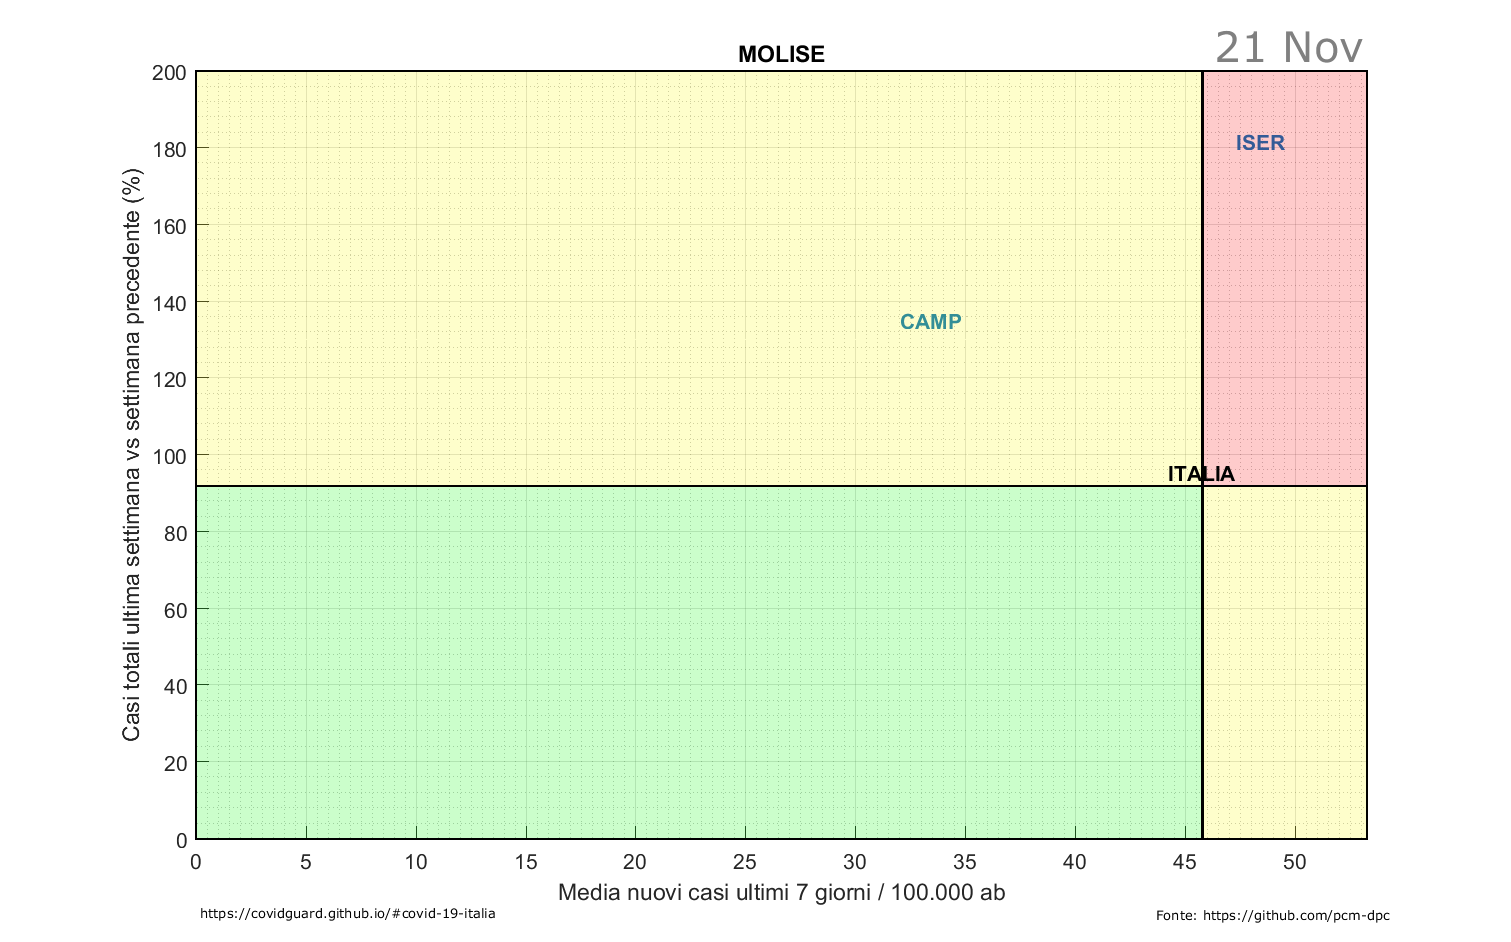 MOLISE
21 Nov
200
180
160
140
120
100
80
60
40
20
0
Casi totali ultima settimana vs settimana precedente (%)
ISER
CAMP
ITALIA
0 5 10 15 20 25 30 35 40 45 50
Media nuovi casi ultimi 7 giorni / 100.000 ab
https://covidguard.github.io/#covid-19-italia
Fonte: https://github.com/pcm-dpc